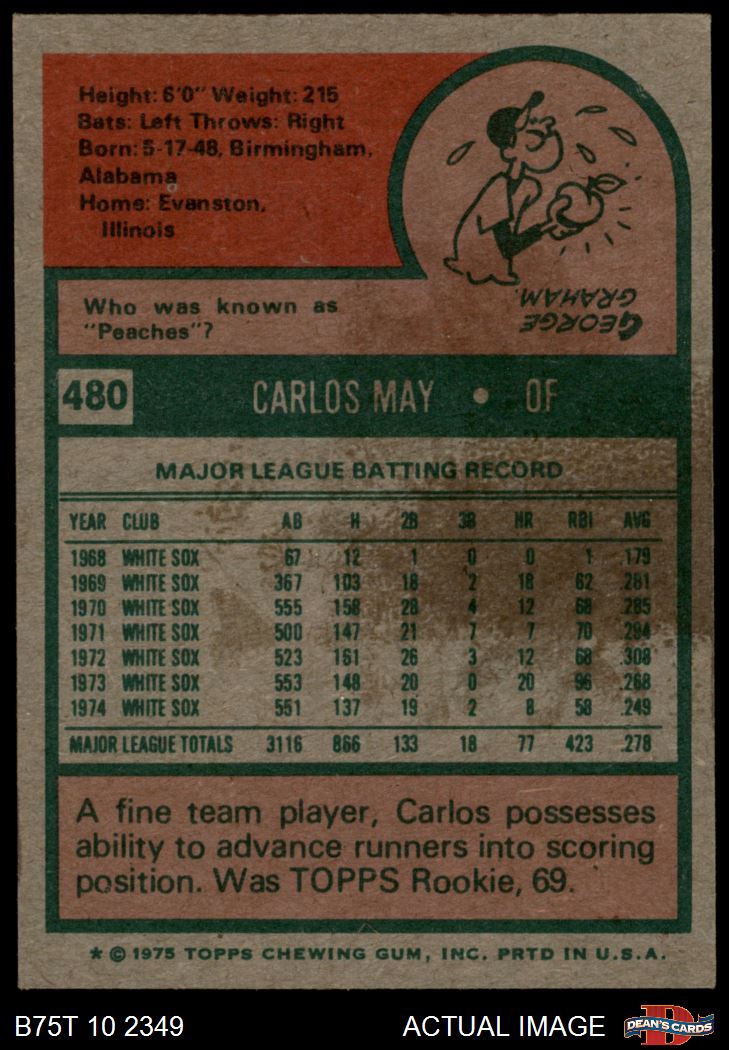 Height: 6'0" Weight: 215
Bats: Left Throws: Right
Born: 5-17-48, Birmingham,
Alabama
Home: Evanston,
Illinois
Who was known as
"Peaches"?
GEORGE
GRAHAM.
480 CARLOS MAY • OF
MAJOR LEAGUE BATTING RECORD
YEAR CLUB AB H 2B 3B HR RBI AVG
1968 WHITE SOX 67 12 1 0 0 1 .179
1969 WHITE SOX 367 103 18 2 18 62 .281
1970 WHITE SOX 555 158 28 4 12 68 .285
1971 WHITE SOX 500 147 21 7 7 70 .294
1972 WHITE SOX 523 161 26 3 12 68 .308
1973 WHITE SOX 553 148 20 0 20 96 .268
1974 WHITE SOX 551 137 19 2 8 58 .249
MAJOR LEAGUE TOTALS 3116 866 133 18 77 423 .278
A fine team player, Carlos possesses
ability to advance runners into scoring
position. Was TOPPS Rookie, 69.
* © 1975 TOPPS CHEWING GUM, INC. PRTD IN U.S.A.
B75T 10 2349 ACTUAL IMAGE
D
DEAN'S CARDS